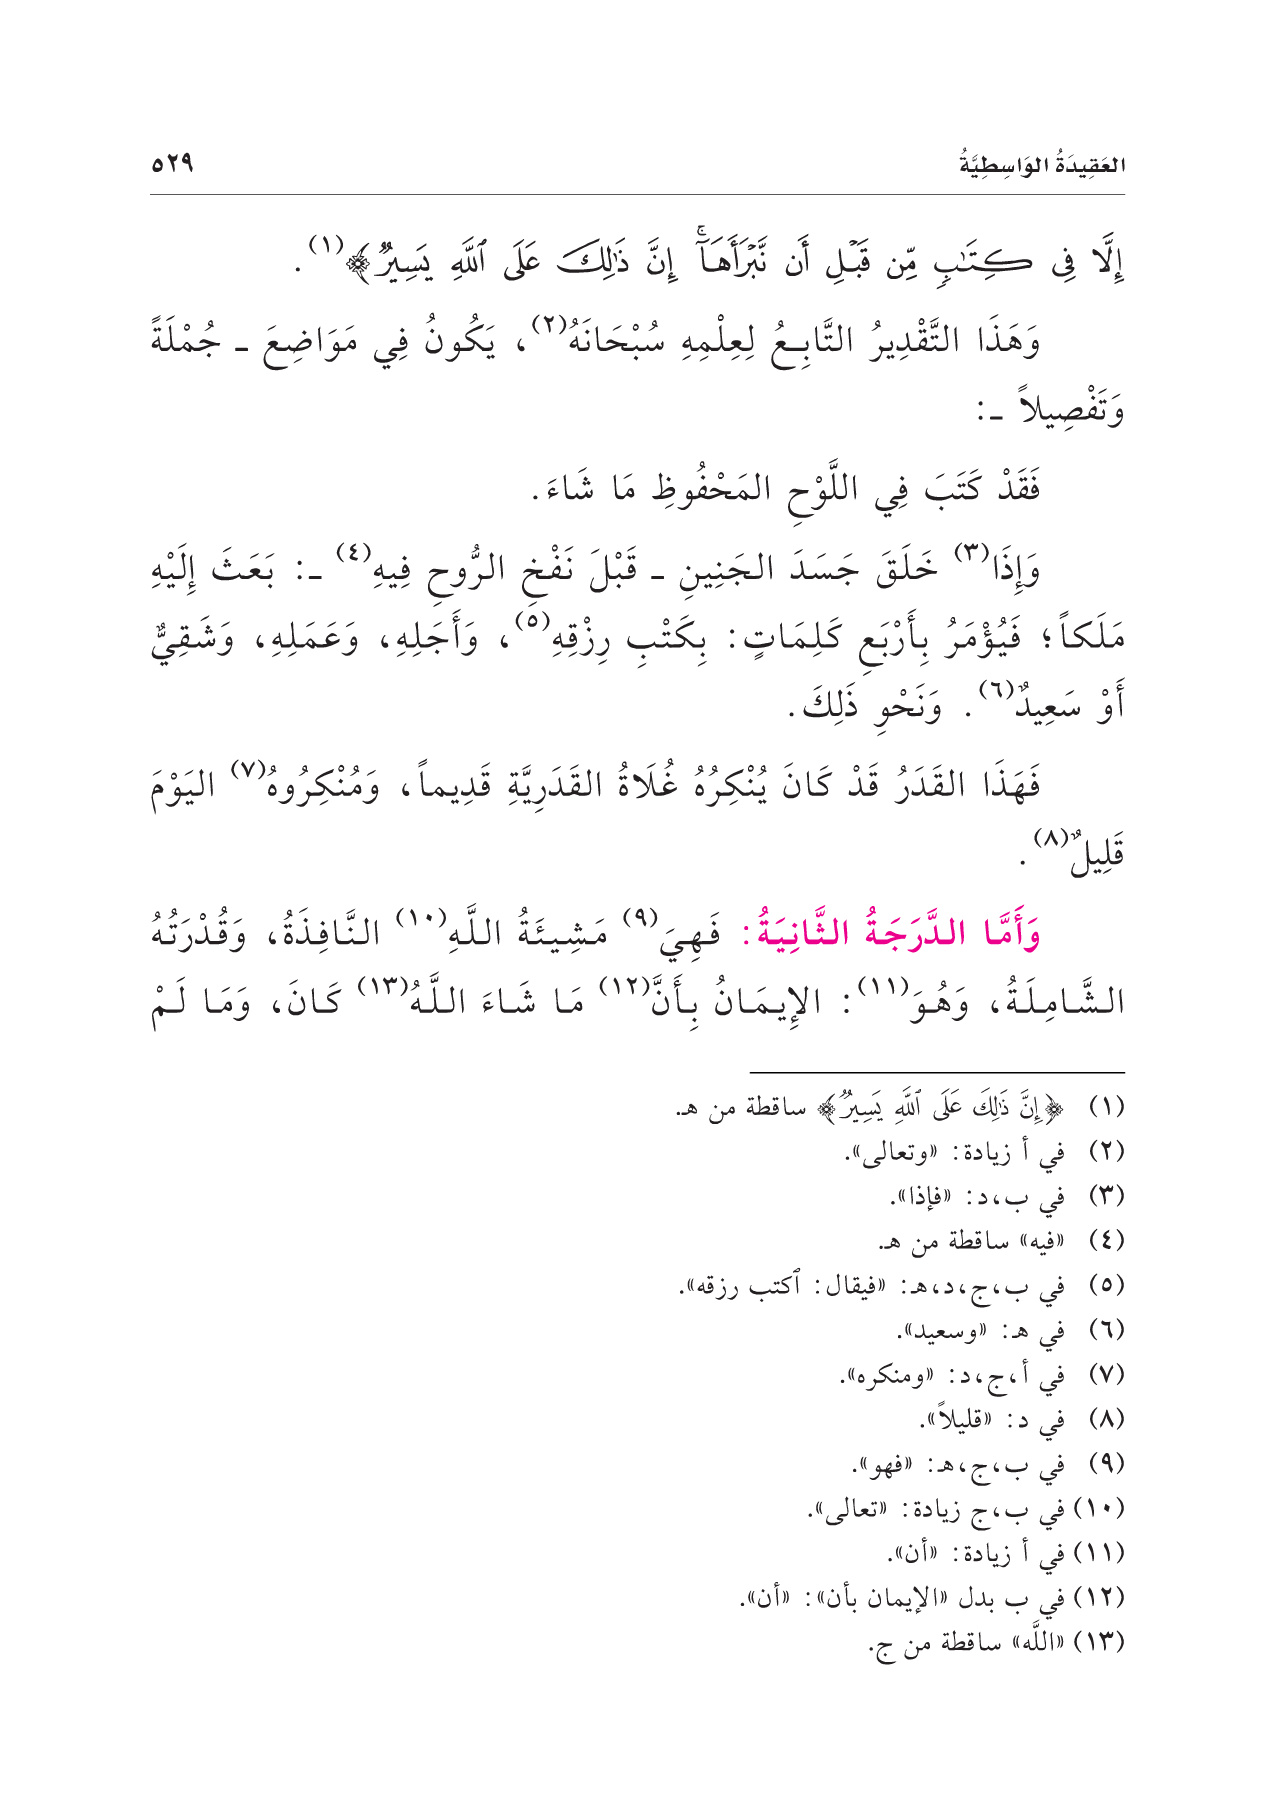 العَقِيدَةُ الوَاسِطِيَّةُ ٥٢٩
إِلَّا فِى كِتَٰبٍ مِّن قَبْلِ أَن نَّبْرَأَهَآ ۚ إِنَّ ذَٰلِكَ عَلَى ٱللَّهِ يَسِيرٌ﴾(١).
وَهَذَا التَّقْدِيرُ التَّابِعُ لِعِلْمِهِ سُبْحَانَهُ(٢)، يَكُونُ فِي مَوَاضِعَ ـ جُمْلَةً
وَتَفْصِيلاً ـ:
فَقَدْ كَتَبَ فِي اللَّوْحِ المَحْفُوظِ مَا شَاءَ.
وَإِذَا(٣) خَلَقَ جَسَدَ الجَنِينِ ـ قَبْلَ نَفْخِ الرُّوحِ فِيهِ(٤) ـ: بَعَثَ إِلَيْهِ
مَلَكاً؛ فَيُؤْمَرُ بِأَرْبَعِ كَلِمَاتٍ: بِكَتْبِ رِزْقِهِ(٥)، وَأَجَلِهِ، وَعَمَلِهِ، وَشَقِيٌّ
أَوْ سَعِيدٌ(٦). وَنَحْوِ ذَلِكَ.
فَهَذَا القَدَرُ قَدْ كَانَ يُنْكِرُهُ غُلَاةُ القَدَرِيَّةِ قَدِيماً، وَمُنْكِرُوهُ(٧) اليَوْمَ
قَلِيلٌ(٨).
وَأَمَّا الدَّرَجَةُ الثَّانِيَةُ: فَهِيَ(٩) مَشِيئَةُ اللَّهِ(١٠) النَّافِذَةُ، وَقُدْرَتُهُ
الشَّامِلَةُ، وَهُوَ(١١): الإِيمَانُ بِأَنَّ(١٢) مَا شَاءَ اللَّهُ(١٣) كَانَ، وَمَا لَمْ
(١) ﴿إِنَّ ذَٰلِكَ عَلَى ٱللَّهِ يَسِيرٌ﴾ ساقطة من هـ.
(٢) في أ زيادة: «وتعالى».
(٣) في ب،د: «فإذا».
(٤) «فيه» ساقطة من هـ.
(٥) في ب،ج،د،هـ: «فيقال: ٱكتب رزقه».
(٦) في هـ: «وسعيد».
(٧) في أ،ج،د: «ومنكره».
(٨) في د: «قليلاً».
(٩) في ب،ج،هـ: «فهو».
(١٠) في ب،ج زيادة: «تعالى».
(١١) في أ زيادة: «أن».
(١٢) في ب بدل «الإيمان بأن»: «أن».
(١٣) «اللَّه» ساقطة من ج.